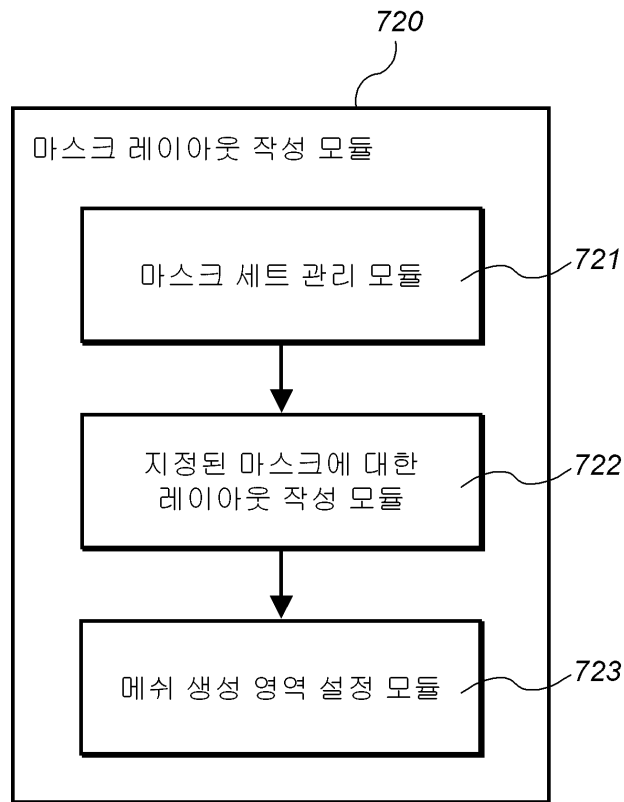 720
마스크 레이아웃 작성 모듈
마스크 세트 관리 모듈
721
지정된 마스크에 대한
레이아웃 작성 모듈
722
메쉬 생성 영역 설정 모듈
723